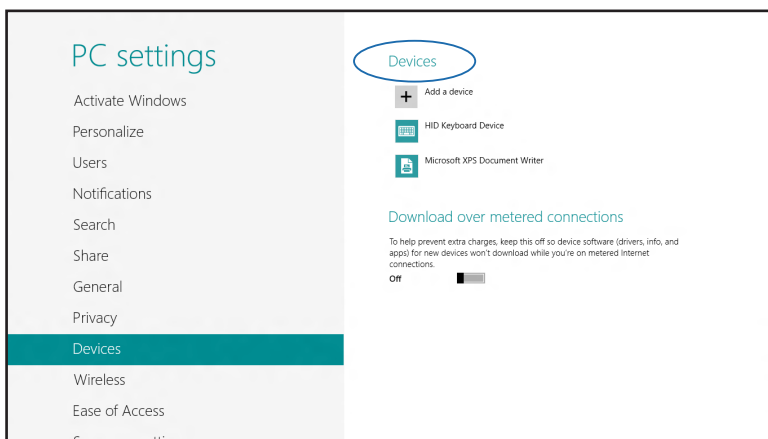 PC settings
Activate Windows
Personalize
Users
Notifications
Search
Share
General
Privacy
Devices
Wireless
Ease of Access
Devices
Add a device
HID Keyboard Device
Microsoft XPS Document Writer
Download over metered connections
To help prevent extra charges, keep this off so device software (drivers, info, and
apps) for new devices won't download while you're on metered Internet
connections.
Off